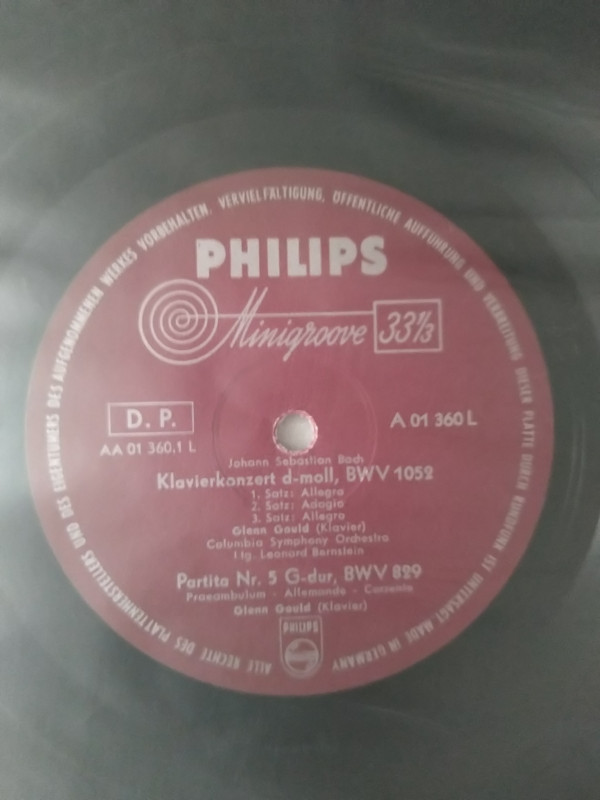 ALLE RECHTE DES PLATTENHERSTELLERS UND DES EIGENTÜMERS DES AUFGENOMMENEN WERKES VORBEHALTEN. VERVIELFÄLTIGUNG, ÖFFENTLICHE AUFFÜHRUNG UND VERBREITUNG DIESER PLATTE DURCH RUNDFUNK IST UNTERSAGT. MADE IN GERMANY
PHILIPS
Minigroove 33⅓
D. P.
A 01 360 L
AA 01 360.1 L
Johann Sebastian Bach
Klavierkonzert d-moll, BWV 1052
1. Satz: Allegro
2. Satz: Adagio
3. Satz: Allegro
Glenn Gould (Klavier)
Columbia Symphony Orchestra
Ltg. Leonard Bernstein
Partita Nr. 5 G-dur, BWV 829
Praeambulum - Allemande - Corrente
Glenn Gould (Klavier)
PHILIPS